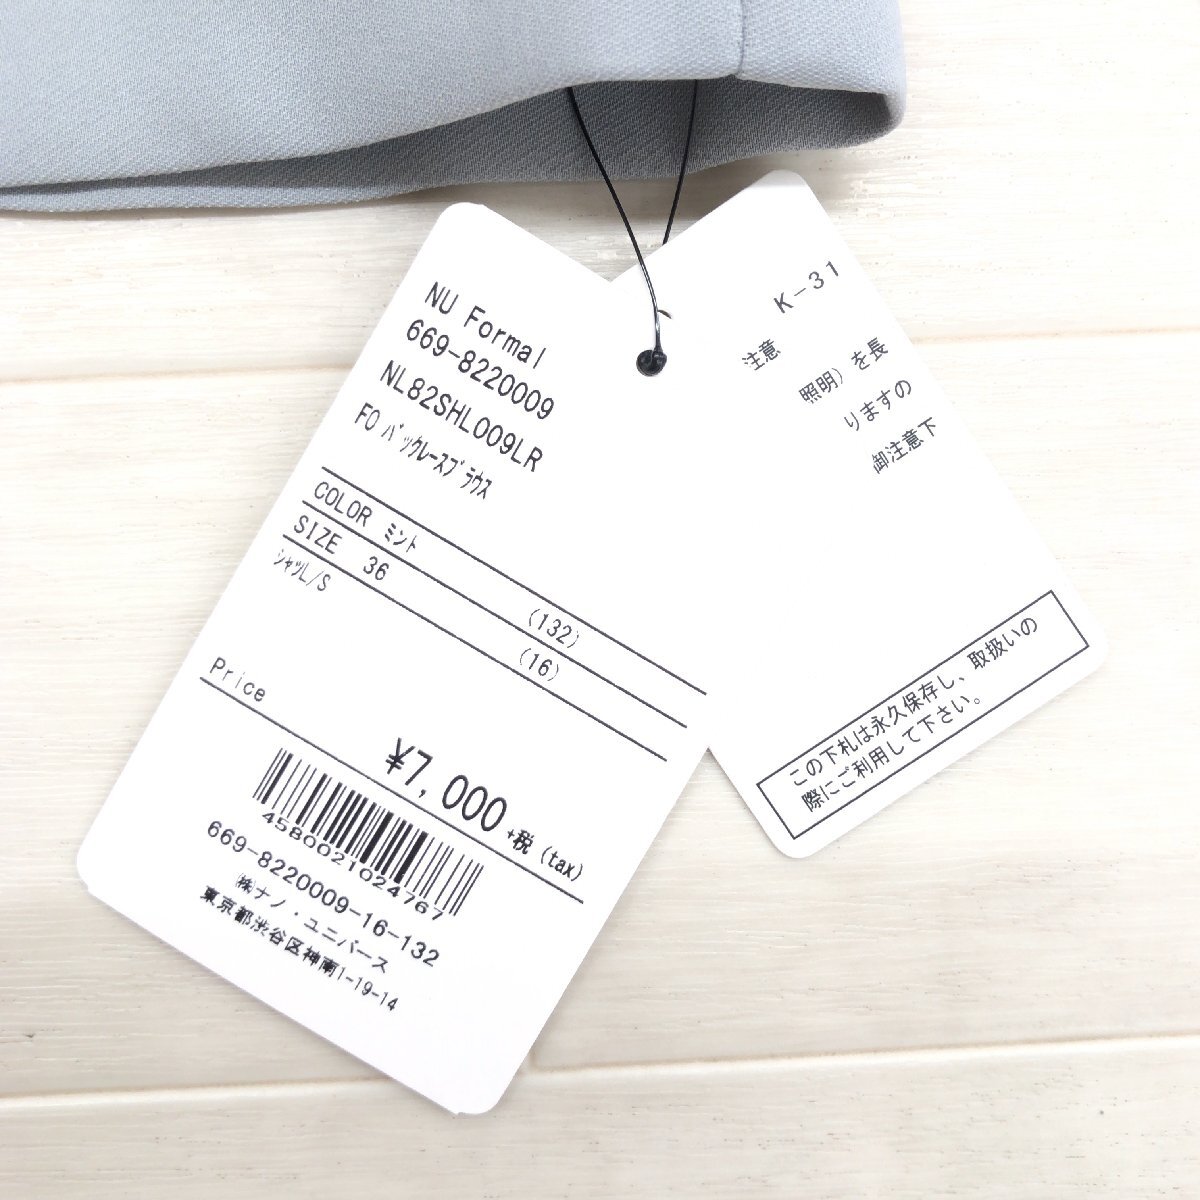 NU Formal
669-8220009
NL82SHL009LR
FO ﾊﾞｯｸﾚｰｽﾌﾞﾗｳｽ
COLOR ﾐﾝﾄ (132)
SIZE 36 (16)
ｼｬﾂL/S
Price
¥7,000 +税(tax)
4580021024767
669-8220009-16-132
㈱ナノ・ユニバース
東京都渋谷区神南1-19-14
K-31
注意
照明）を長
りますの
御注意下
この下札は永久保存し、取扱いの
際にご利用して下さい。